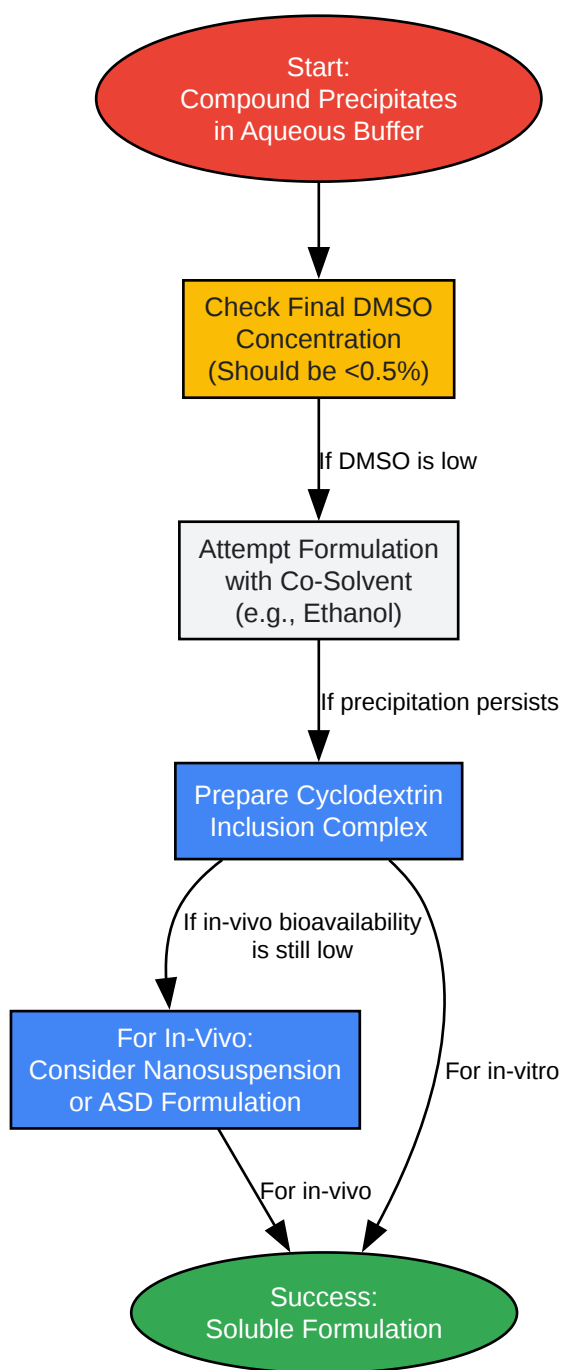 Start:
Compound Precipitates
in Aqueous Buffer
Check Final DMSO
Concentration
(Should be <0.5%)
If DMSO is low
Attempt Formulation
with Co-Solvent
(e.g., Ethanol)
If precipitation persists
Prepare Cyclodextrin
Inclusion Complex
If in-vivo bioavailability
is still low
For In-Vivo:
Consider Nanosuspension
or ASD Formulation
For in-vitro
For in-vivo
Success:
Soluble Formulation